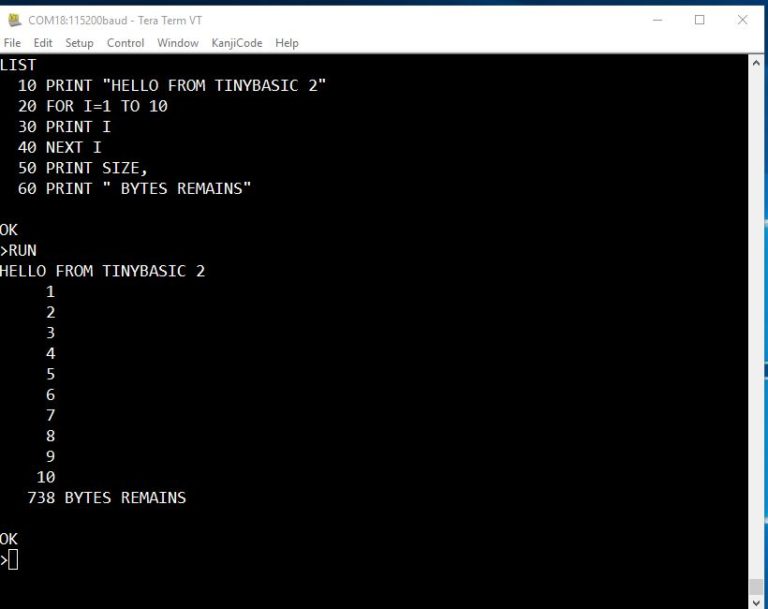 COM18:115200baud - Tera Term VT
File Edit Setup Control Window KanjiCode Help
LIST
10 PRINT "HELLO FROM TINYBASIC 2"
20 FOR I=1 TO 10
30 PRINT I
40 NEXT I
50 PRINT SIZE,
60 PRINT " BYTES REMAINS"
OK
>RUN
HELLO FROM TINYBASIC 2
1
2
3
4
5
6
7
8
9
10
738 BYTES REMAINS
OK
>